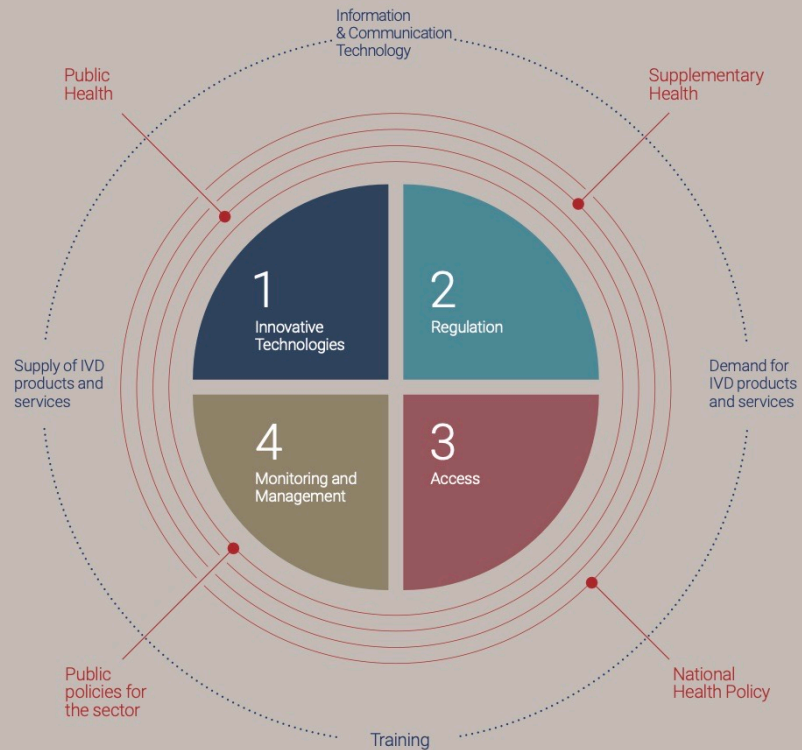 Information
& Communication
Technology
Public
Health
Supplementary
Health
1
Innovative
Technologies
2
Regulation
Supply of IVD
products and
services
Demand for
IVD products
and services
4
Monitoring and
Management
3
Access
Public
policies for
the sector
National
Health Policy
Training